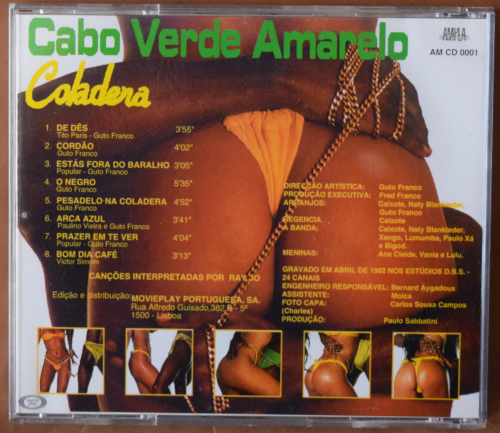 Cabo Verde Amarelo
AMPLA
AM CD 0001
Coladera
1. DE DÊS 3'55"
Tito Paris - Guto Franco
2. CORDÃO 4'02"
Guto Franco
3. ESTÁS FORA DO BARALHO 3'05"
Popular - Guto Franco
4. O NEGRO 5'35"
Guto Franco
5. PESADELO NA COLADERA 4'52"
Guto Franco
6. ARCA AZUL 3'41"
Paulino Vieira e Guto Franco
7. PRAZER EM TE VER 4'04"
Popular - Guto Franco
8. BOM DIA CAFÉ 3'13"
Victor Simon
CANÇÕES INTERPRETADAS POR
Edição e distribuição: MOVIEPLAY PORTUGUESA, SA.
Rua Alfredo Guisado, 382 - 5º
1500 - Lisboa
DIRECÇÃO ARTÍSTICA: Guto Franco
PRODUÇÃO EXECUTIVA: Fred Franco
ARRANJOS: Caixote, Naty Blankleder,
Guto Franco
REGENCIA: Caixote
A BANDA: Caixote, Naty Blankleder,
Xango, Lumumba, Paulo Xá
e Bigod.
MENINAS: Ana Cleide, Vania e Lulu.
GRAVADO EM ABRIL DE 1992 NOS ESTÚDIOS D.B.S. -
24 CANAIS
ENGENHEIRO RESPONSÁVEL: Bernard Aygadoux
ASSISTENTE: Moica
FOTO CAPA: Carlos Sousa Campos
(Charles)
PRODUÇÃO: Paulo Sabbatini